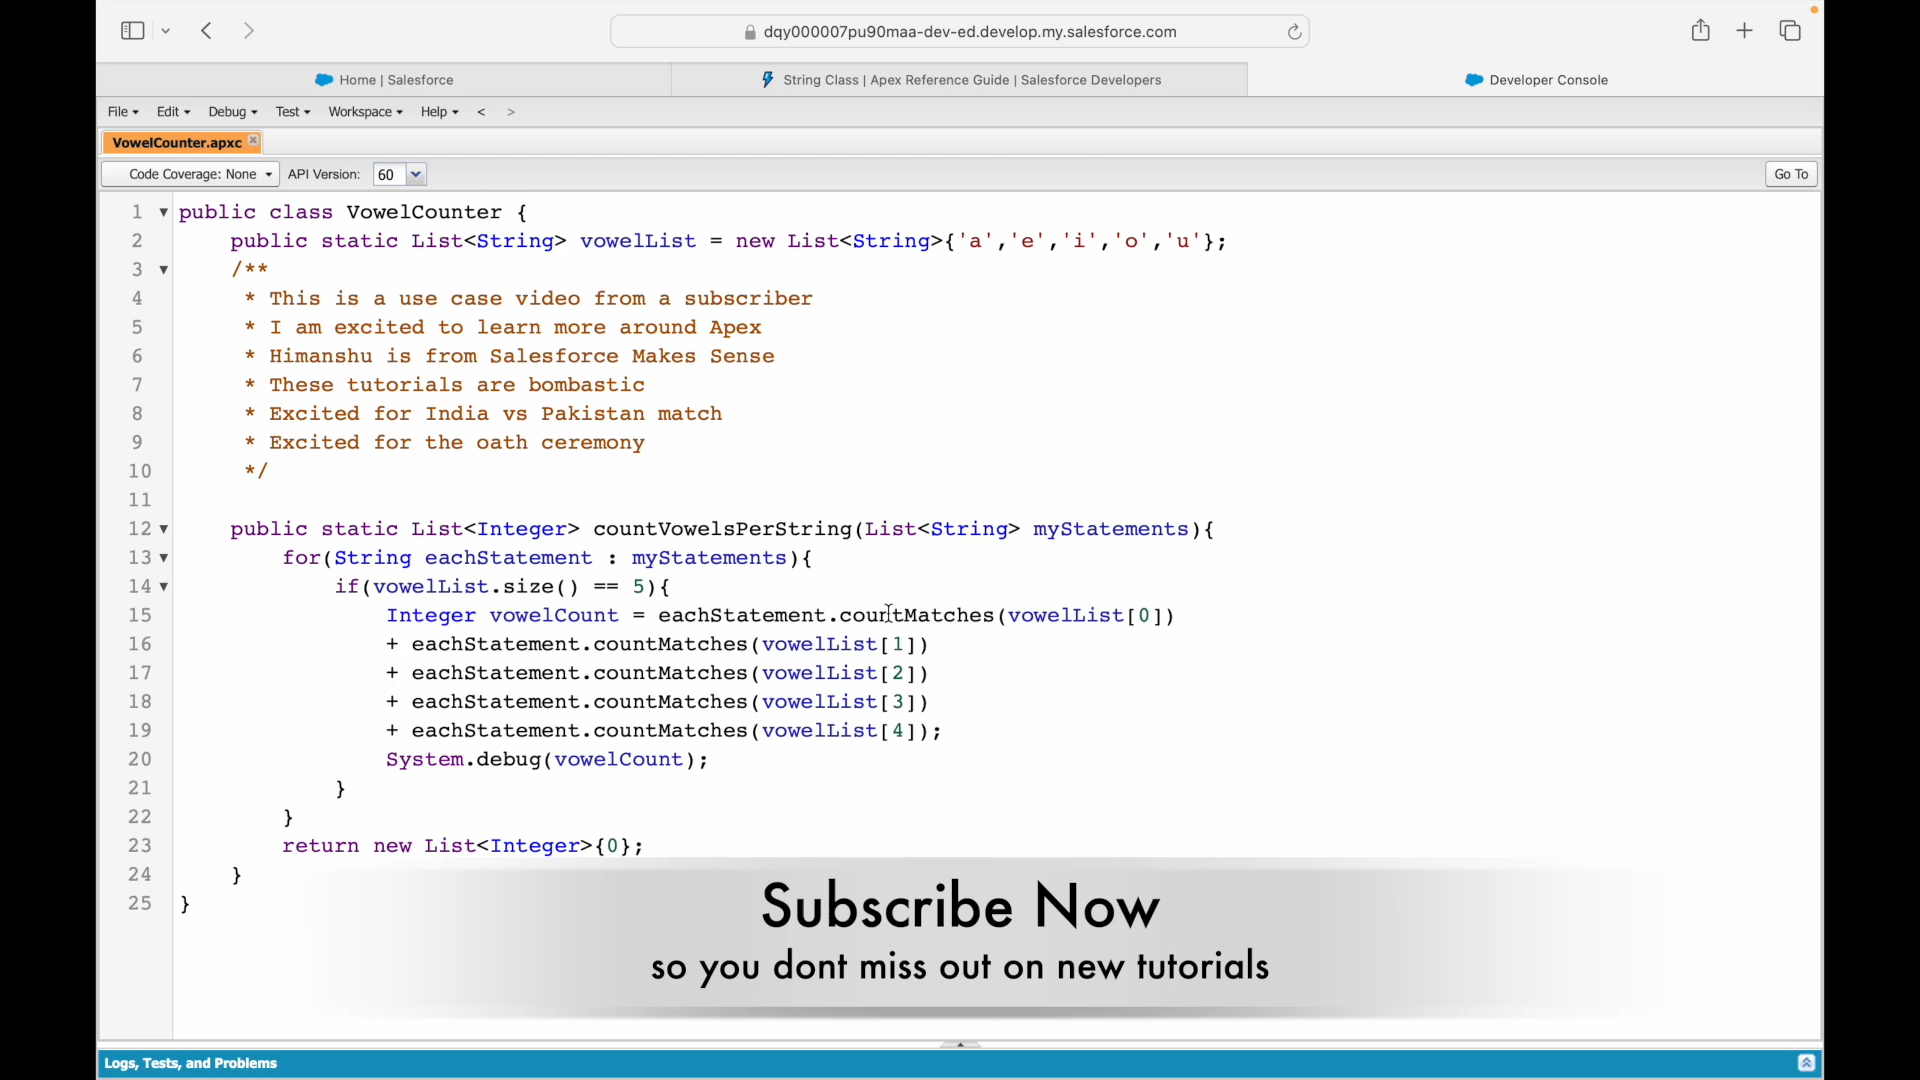 dqy000007pu90maa-dev-ed.develop.my.salesforce.com
Home | Salesforce
String Class | Apex Reference Guide | Salesforce Developers
Developer Console
File Edit Debug Test Workspace Help < >
VowelCounter.apxc
Code Coverage: None API Version: 60 Go To
1 public class VowelCounter {
2 public static List<String> vowelList = new List<String>{'a','e','i','o','u'};
3 /**
4 * This is a use case video from a subscriber
5 * I am excited to learn more around Apex
6 * Himanshu is from Salesforce Makes Sense
7 * These tutorials are bombastic
8 * Excited for India vs Pakistan match
9 * Excited for the oath ceremony
10 */
11
12 public static List<Integer> countVowelsPerString(List<String> myStatements){
13 for(String eachStatement : myStatements){
14 if(vowelList.size() == 5){
15 Integer vowelCount = eachStatement.countMatches(vowelList[0])
16 + eachStatement.countMatches(vowelList[1])
17 + eachStatement.countMatches(vowelList[2])
18 + eachStatement.countMatches(vowelList[3])
19 + eachStatement.countMatches(vowelList[4]);
20 System.debug(vowelCount);
21 }
22 }
23 return new List<Integer>{0};
24 }
25 }
Subscribe Now
so you dont miss out on new tutorials
Logs, Tests, and Problems